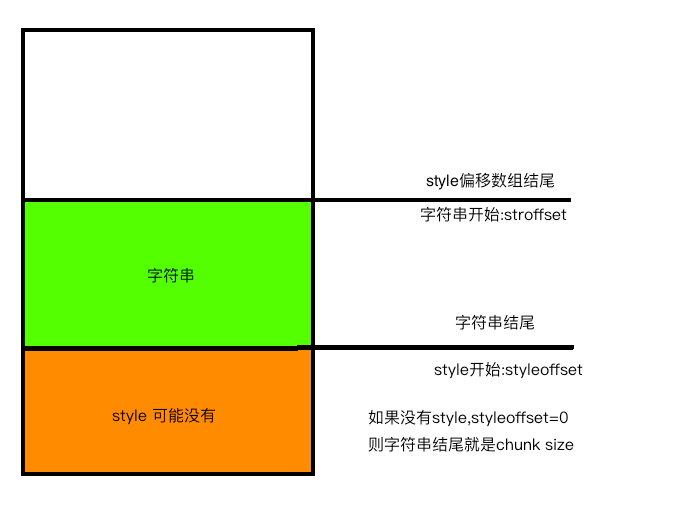 style偏移数组结尾
字符串开始:stroffset
字符串
字符串结尾
style开始:styleoffset
style 可能没有
如果没有style,styleoffset=0
则字符串结尾就是chunk size